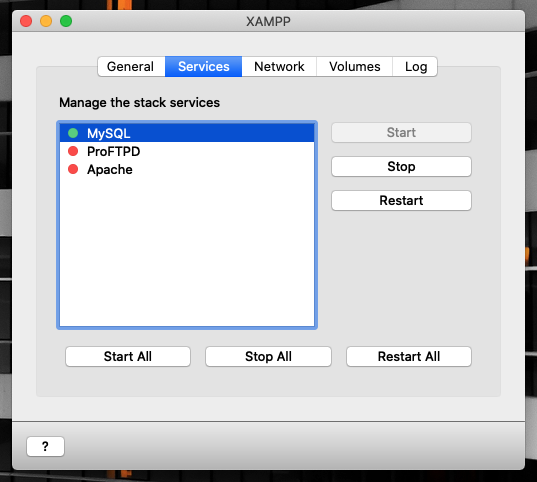 XAMPP
General Services Network Volumes Log
Manage the stack services
MySQL
ProFTPD
Apache
Start
Stop
Restart
Start All Stop All Restart All
?